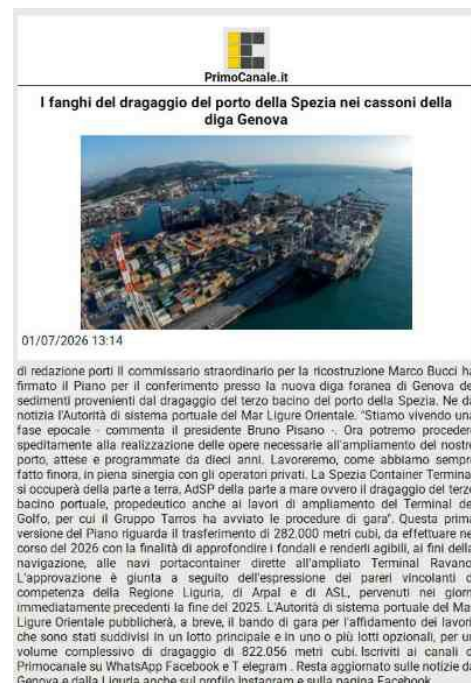 PrimoCanale.it
I fanghi del dragaggio del porto della Spezia nei cassoni della
diga Genova
01/07/2026 13:14
di redazione porti Il commissario straordinario per la ricostruzione Marco Bucci ha
firmato il Piano per il conferimento presso la nuova diga foranea di Genova de
sedimenti provenienti dal dragaggio del terzo bacino del porto della Spezia. Ne da
notizia l'Autorità di sistema portuale del Mar Ligure Orientale. "Stiamo vivendo una
fase epocale - commenta il presidente Bruno Pisano -. Ora potremo procedere
speditamente alla realizzazione delle opere necessarie all'ampliamento del nostro
porto, attese e programmate da dieci anni. Lavoreremo, come abbiamo sempre
fatto finora, in piena sinergia con gli operatori privati. La Spezia Container Termina
si occuperà della parte a terra, AdSP della parte a mare ovvero il dragaggio del terzo
bacino portuale, propedeutico anche ai lavori di ampliamento del Terminal de
Golfo, per cui il Gruppo Tarros ha avviato le procedure di gara". Questa prima
versione del Piano riguarda il trasferimento di 282.000 metri cubi, da effettuare ne
corso del 2026 con la finalità di approfondire i fondali e renderli agibili, ai fini della
navigazione, alle navi portacontainer dirette all'ampliato Terminal Ravano
L'approvazione è giunta a seguito dell'espressione dei pareri vincolanti d
competenza della Regione Liguria, di Arpal e di ASL, pervenuti nei giorn
immediatamente precedenti la fine del 2025. L'Autorità di sistema portuale del Mar
Ligure Orientale pubblicherà, a breve, il bando di gara per l'affidamento dei lavori
che sono stati suddivisi in un lotto principale e in uno o più lotti opzionali, per un
volume complessivo di dragaggio di 822.056 metri cubi. Iscriviti ai canali d
Primocanale su WhatsApp Facebook e T elegram . Resta aggiornato sulle notizie da
Genova e dalla Liguria anche sul profilo Instagram e sulla pagina Facebook